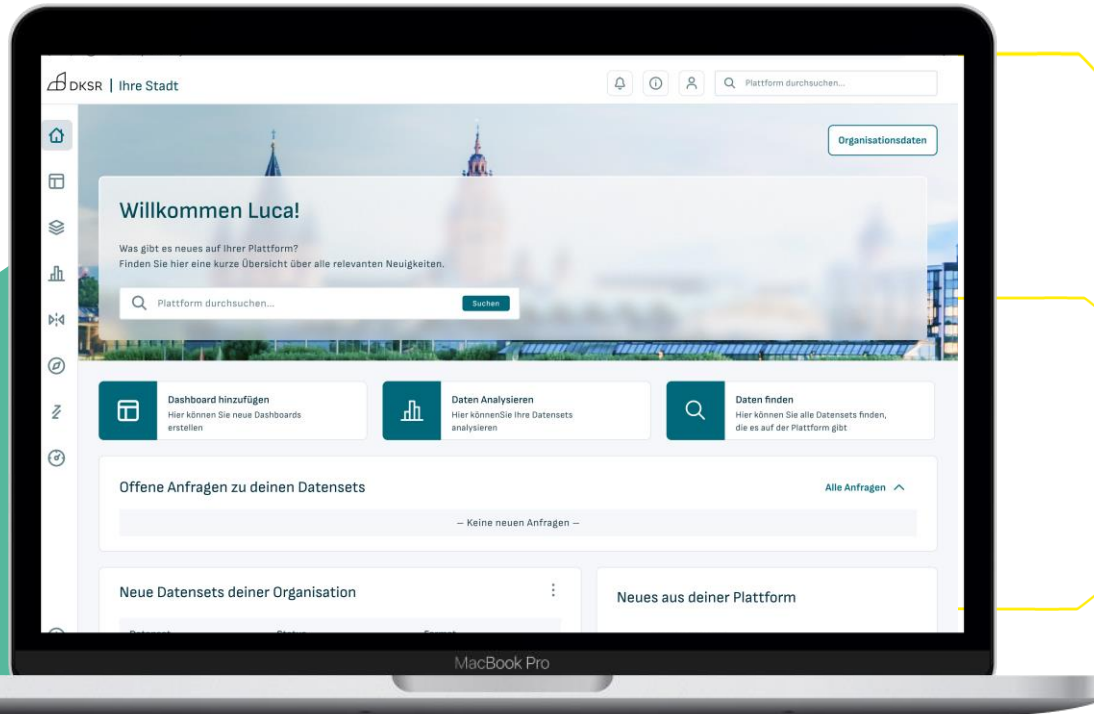 DKSR | Ihre Stadt
Plattform durchsuchen...
Organisationsdaten
Willkommen Luca!
Was gibt es neues auf Ihrer Plattform?
Finden Sie hier eine kurze Übersicht über alle relevanten Neuigkeiten.
Plattform durchsuchen...
Suchen
Dashboard hinzufügen
Hier können Sie neue Dashboards
erstellen
Daten Analysieren
Hier könnenSie Ihre Datensets
analysieren
Daten finden
Hier können Sie alle Datensets finden,
die es auf der Plattform gibt
Offene Anfragen zu deinen Datensets
Alle Anfragen
– Keine neuen Anfragen –
Neue Datensets deiner Organisation
Neues aus deiner Plattform
MacBook Pro